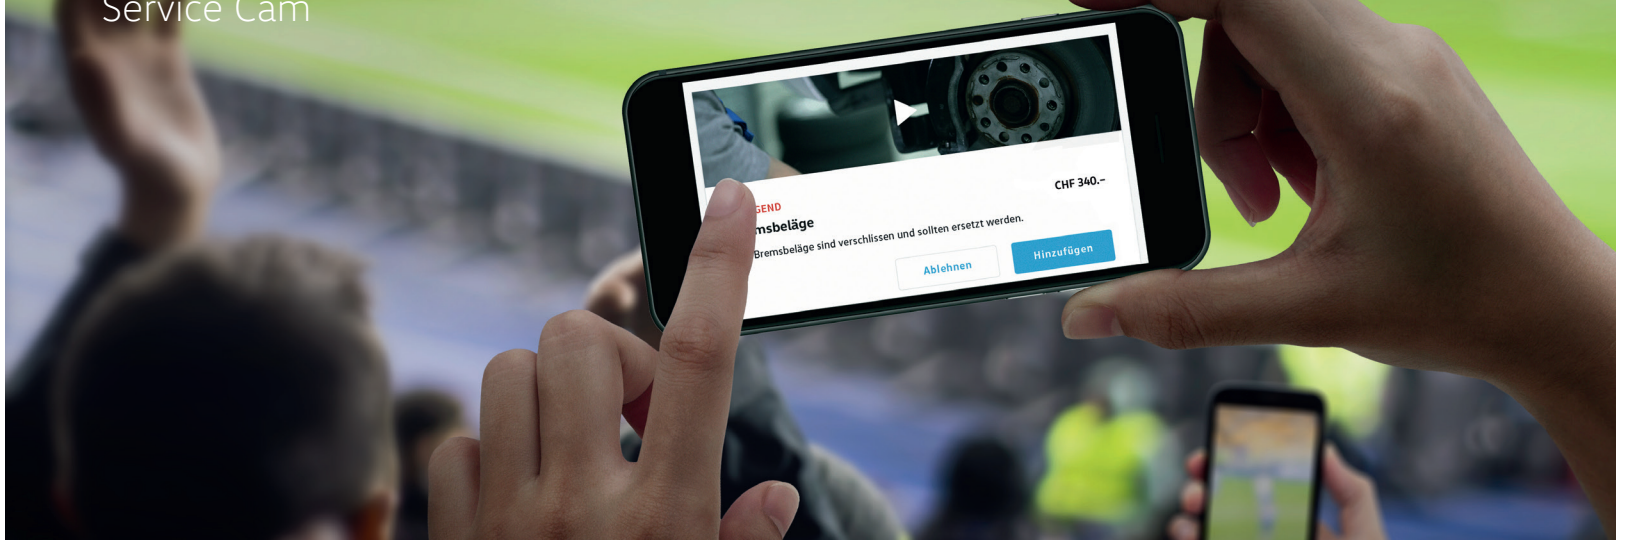 Service Cam
CHF 340.–
GEND
msbeläge
Bremsbeläge sind verschlissen und sollten ersetzt werden.
Ablehnen
Hinzufügen